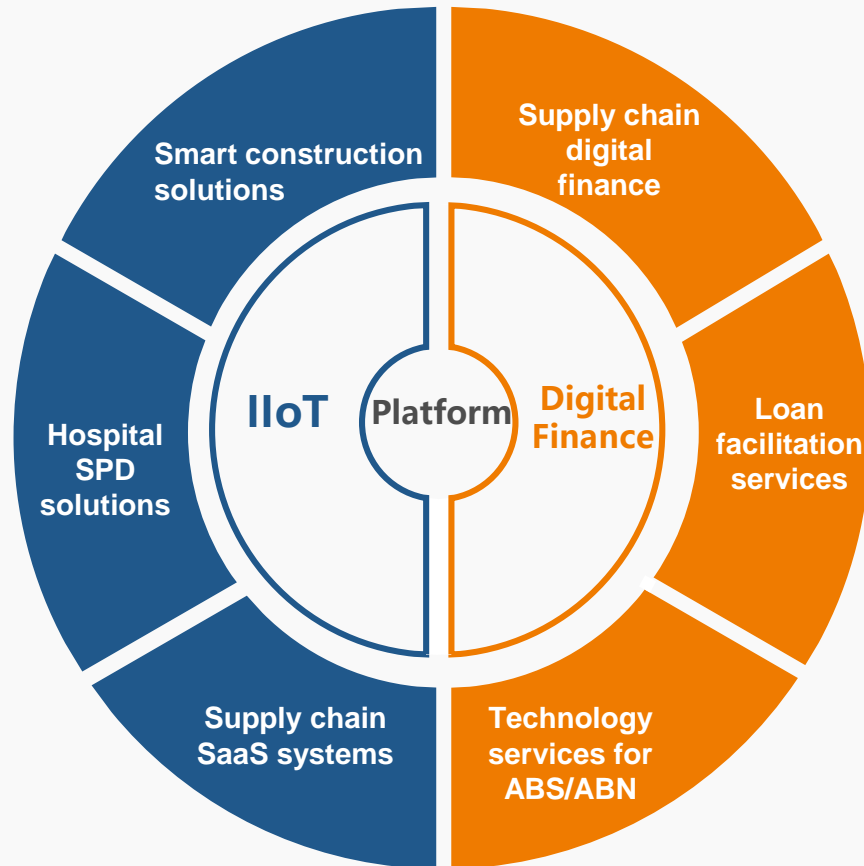 Smart construction
solutions
Supply chain
digital
finance
Hospital
SPD
solutions
IIoT
Platform
Digital
Finance
Loan
facilitation
services
Supply chain
SaaS systems
Technology
services for
ABS/ABN